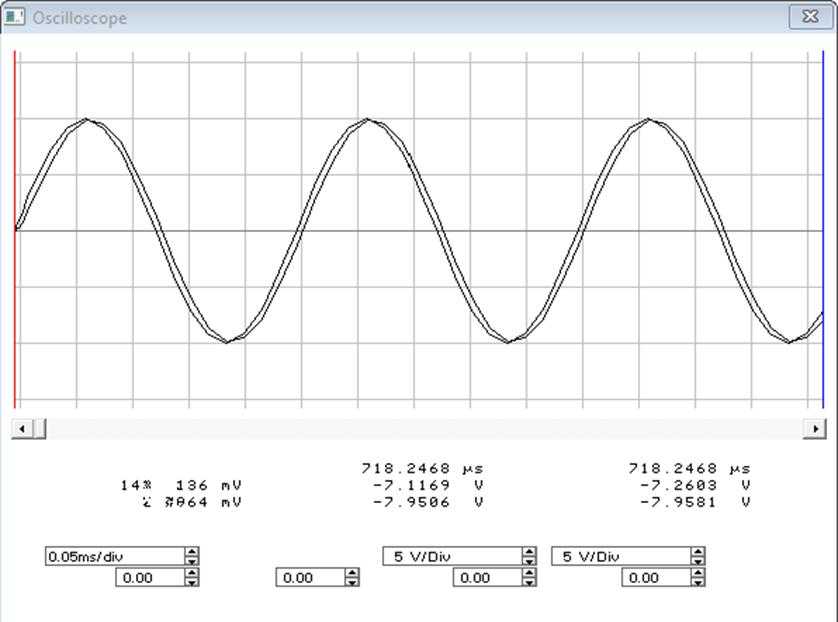 Oscilloscope
718.2468 µs 718.2468 µs
136 mV -7.1169 V -7.2603 V
mV -7.9506 V -7.9581 V
0.05ms/div 5 V/Div 5 V/Div
0.00 0.00 0.00 0.00